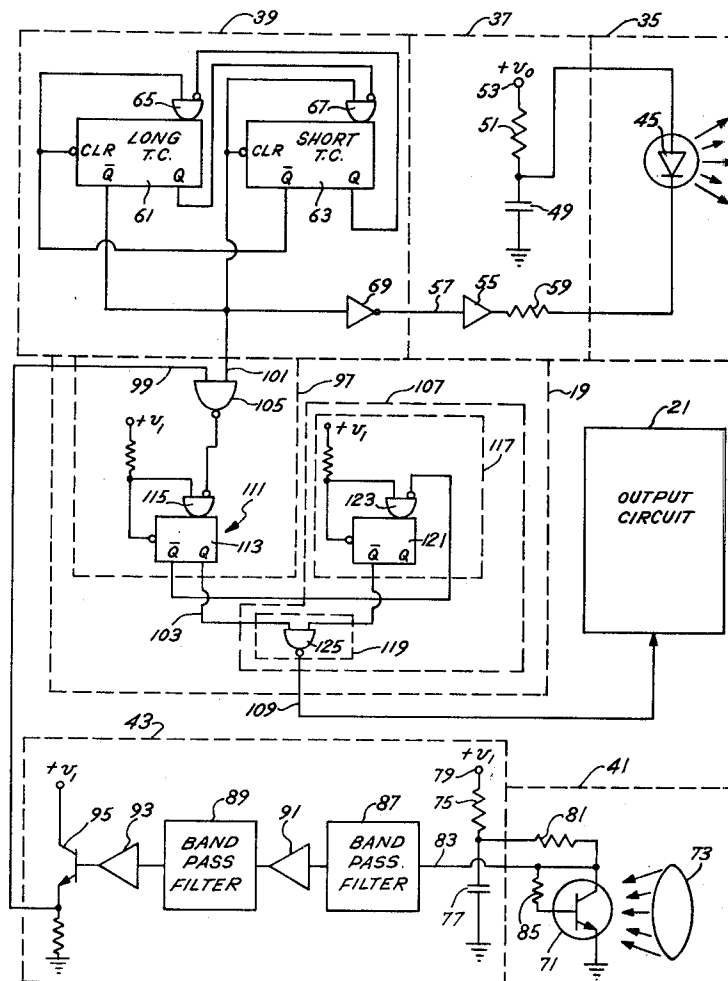 39
37
35
+V₀
53
51
49
45
65
67
LONG
T.C.
CLR
Q̅
Q
61
SHORT
T.C.
CLR
Q̅
Q
63
69
57
55
59
99
101
97
19
105
107
21
+V₁
+V₁
117
115
111
123
113
121
Q̅
Q
Q̅
Q
OUTPUT
CIRCUIT
103
125
119
109
43
41
+V₁
95
93
89
91
87
+V₁
79
75
81
73
BAND
PASS
FILTER
BAND
PASS.
FILTER
83
77
85
71